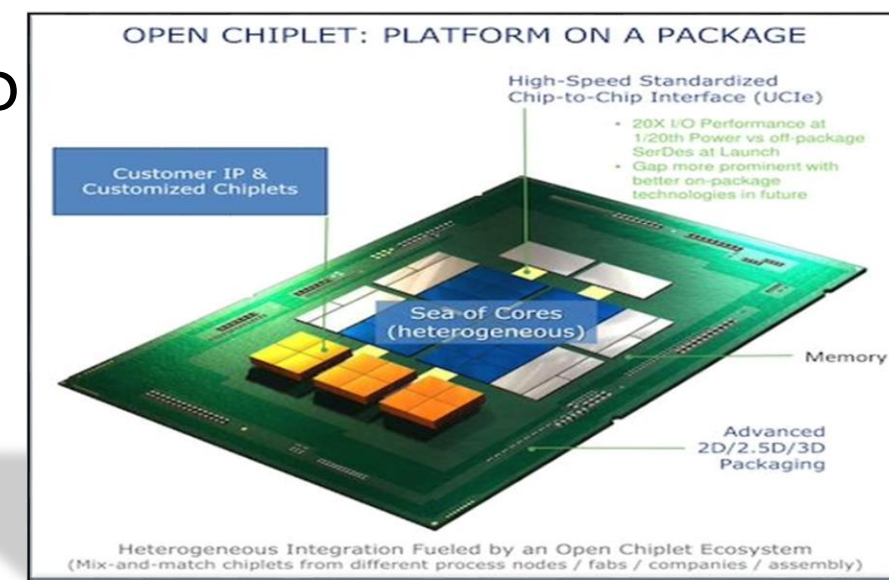 OPEN CHIPLET: PLATFORM ON A PACKAGE
High-Speed Standardized
Chip-to-Chip Interface (UCIe)
• 20X I/O Performance at
1/20th Power vs off-package
SerDes at Launch
• Gap more prominent with
better on-package
technologies in future
Customer IP &
Customized Chiplets
Sea of Cores
(heterogeneous)
Memory
Advanced
2D/2.5D/3D
Packaging
Heterogeneous Integration Fueled by an Open Chiplet Ecosystem
(Mix-and-match chiplets from different process nodes / fabs / companies / assembly)